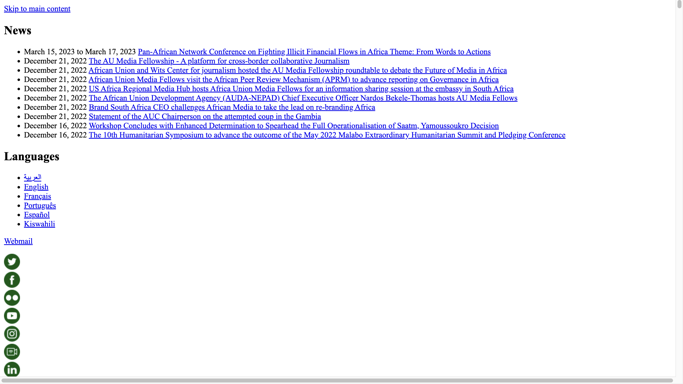 Skip to main content
News
March 15, 2023 to March 17, 2023 Pan-African Network Conference on Fighting Illicit Financial Flows in Africa Theme: From Words to Actions
December 21, 2022 The AU Media Fellowship - A platform for cross-border collaborative Journalism
December 21, 2022 African Union and Wits Center for journalism hosted the AU Media Fellowship roundtable to debate the Future of Media in Africa
December 21, 2022 African Union Media Fellows visit the African Peer Review Mechanism (APRM) to advance reporting on Governance in Africa
December 21, 2022 US Africa Regional Media Hub hosts Africa Union Media Fellows for an information sharing session at the embassy in South Africa
December 21, 2022 The African Union Development Agency (AUDA-NEPAD) Chief Executive Officer Nardos Bekele-Thomas hosts AU Media Fellows
December 21, 2022 Brand South Africa CEO challenges African Media to take the lead on re-branding Africa
December 21, 2022 Statement of the AUC Chairperson on the attempted coup in the Gambia
December 16, 2022 Workshop Concludes with Enhanced Determination to Spearhead the Full Operationalisation of Saatm, Yamoussoukro Decision
December 16, 2022 The 10th Humanitarian Symposium to advance the outcome of the May 2022 Malabo Extraordinary Humanitarian Summit and Pledging Conference
Languages
العربية
English
Français
Português
Español
Kiswahili
Webmail